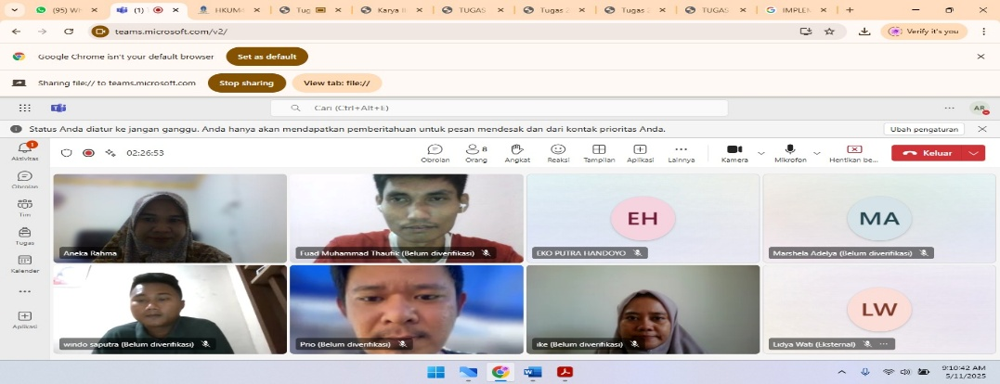 (95) W
(1)
HKUM
Tug
Karya
TUGAS
Tugas
Tugas
TUGAS
IMPLE
teams.microsoft.com/v2/
Verify it's you
Google Chrome isn't your default browser
Set as default
Sharing file:// to teams.microsoft.com
Stop sharing
View tab: file://
Cari (Ctrl+Alt+E)
AR
Status Anda diatur ke jangan ganggu. Anda hanya akan mendapatkan pemberitahuan untuk pesan mendesak dan dari kontak prioritas Anda.
Ubah pengaturan
1
Aktivitas
Obrolan
Tim
Tugas
Kalender
Aplikasi
02:26:53
Obrolan
8
Orang
Angkat
Reaksi
Tampilan
Aplikasi
Lainnya
Kamera
Mikrofon
Hentikan be...
Keluar
Aneka Rahma
Fuad Muhammad Thaufik (Belum diverifikasi)
EH
EKO PUTRA HANDOYO
MA
Marshela Adelya (Belum diverifikasi)
windo saputra (Belum diverifikasi)
Prio (Belum diverifikasi)
ike (Belum diverifikasi)
LW
Lidya Wati (Eksternal)
9:10:42 AM
5/11/2025